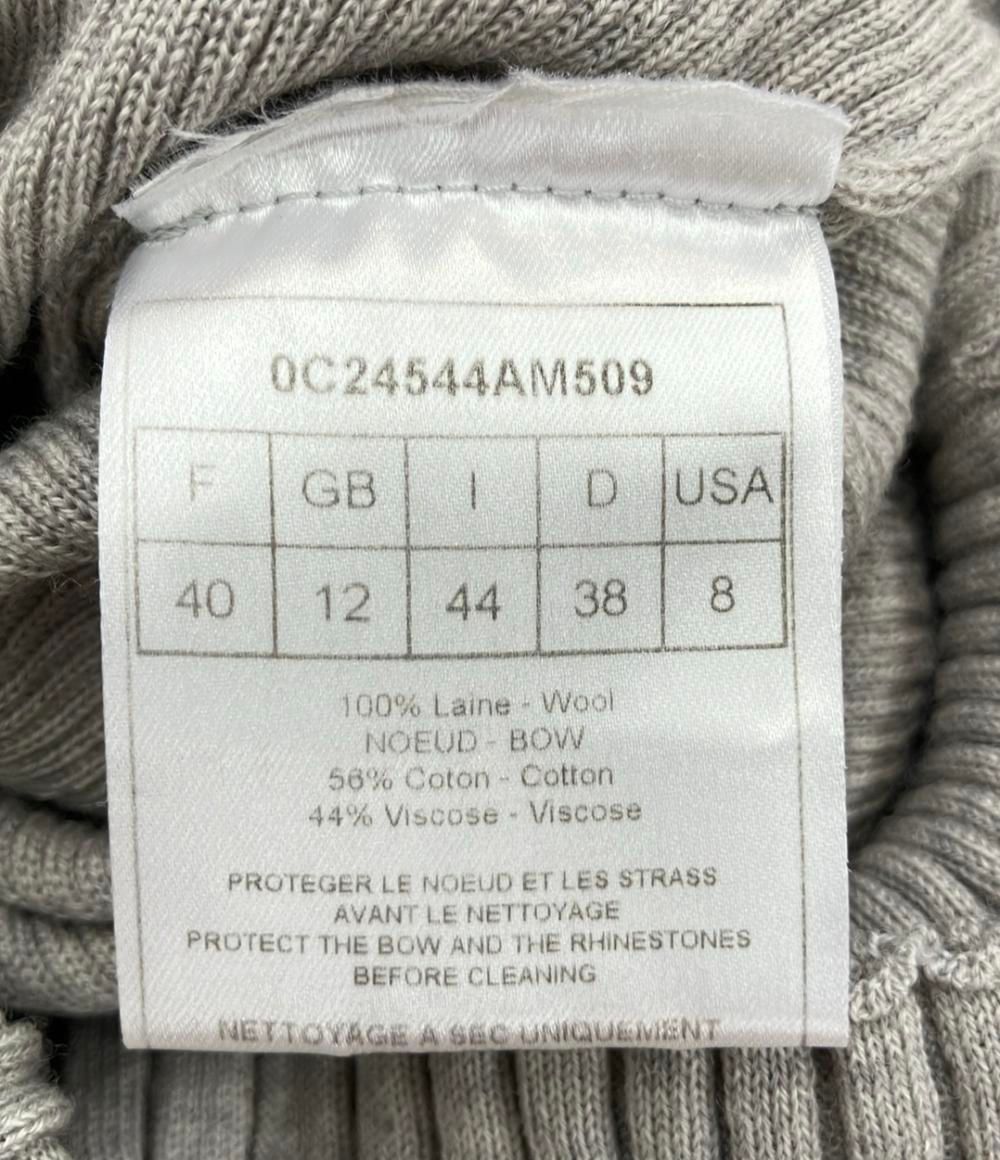 0C24544AM509
F GB I D USA
40 12 44 38 8
100% Laine - Wool
NOEUD - BOW
56% Coton - Cotton
44% Viscose - Viscose
PROTEGER LE NOEUD ET LES STRASS
AVANT LE NETTOYAGE
PROTECT THE BOW AND THE RHINESTONES
BEFORE CLEANING
NETTOYAGE A SEC UNIQUEMENT